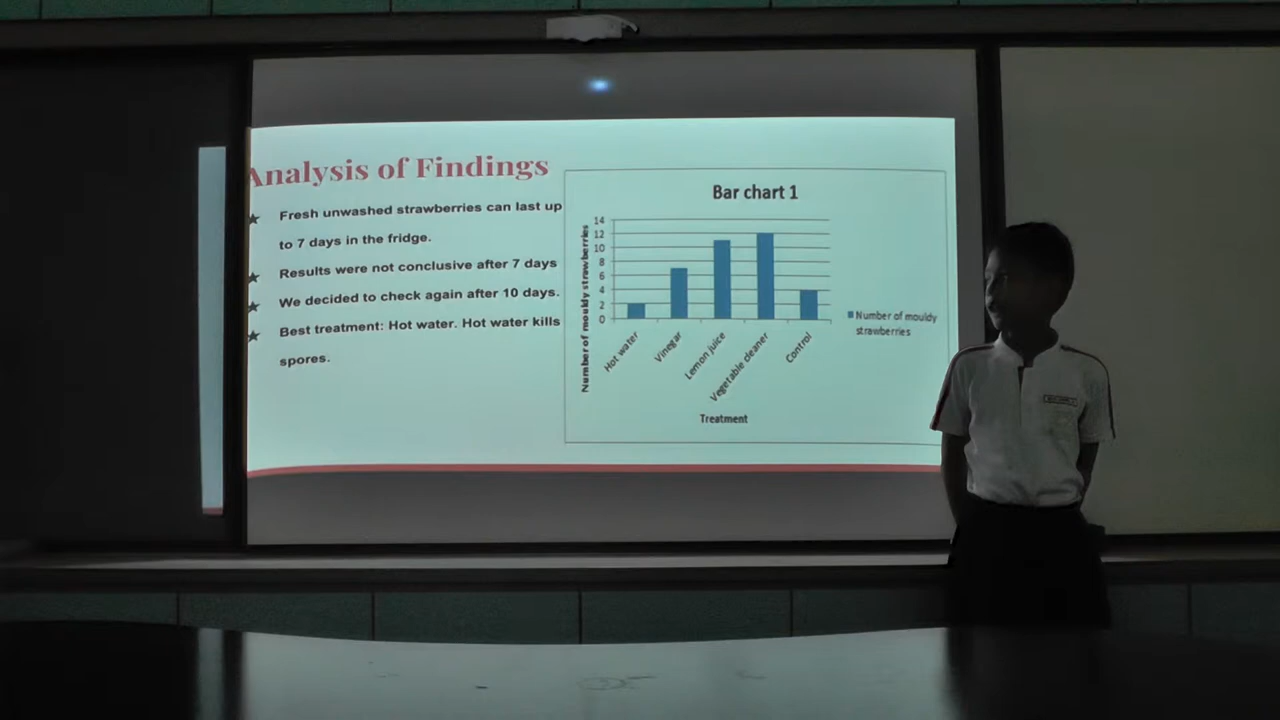 Analysis of Findings
★ Fresh unwashed strawberries can last up
to 7 days in the fridge.
★ Results were not conclusive after 7 days
★ We decided to check again after 10 days.
★ Best treatment: Hot water. Hot water kills
spores.
Bar chart 1
Number of mouldy strawberries
14
12
10
8
6
4
2
0
Hot water
Vinegar
Lemon juice
Vegetable cleaner
Control
Treatment
Number of mouldy
strawberries